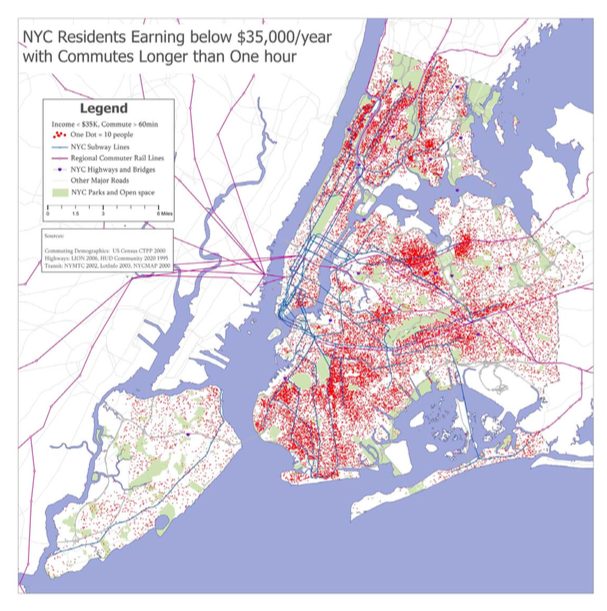 NYC Residents Earning below $35,000/year
with Commutes Longer than One hour
Legend
Income < $35K, Commute > 60min
One Dot = 10 people
NYC Subway Lines
Regional Commuter Rail Lines
NYC Highways and Bridges
Other Major Roads
NYC Parks and Open space
0 1.5 3 6 Miles
Sources:
Commuting Demographics: US Census CTPP 2000
Highways: LION 2006, HUD Community 2020 1995
Transit: NYMTC 2002, LotInfo 2003, NYCMAP 2000